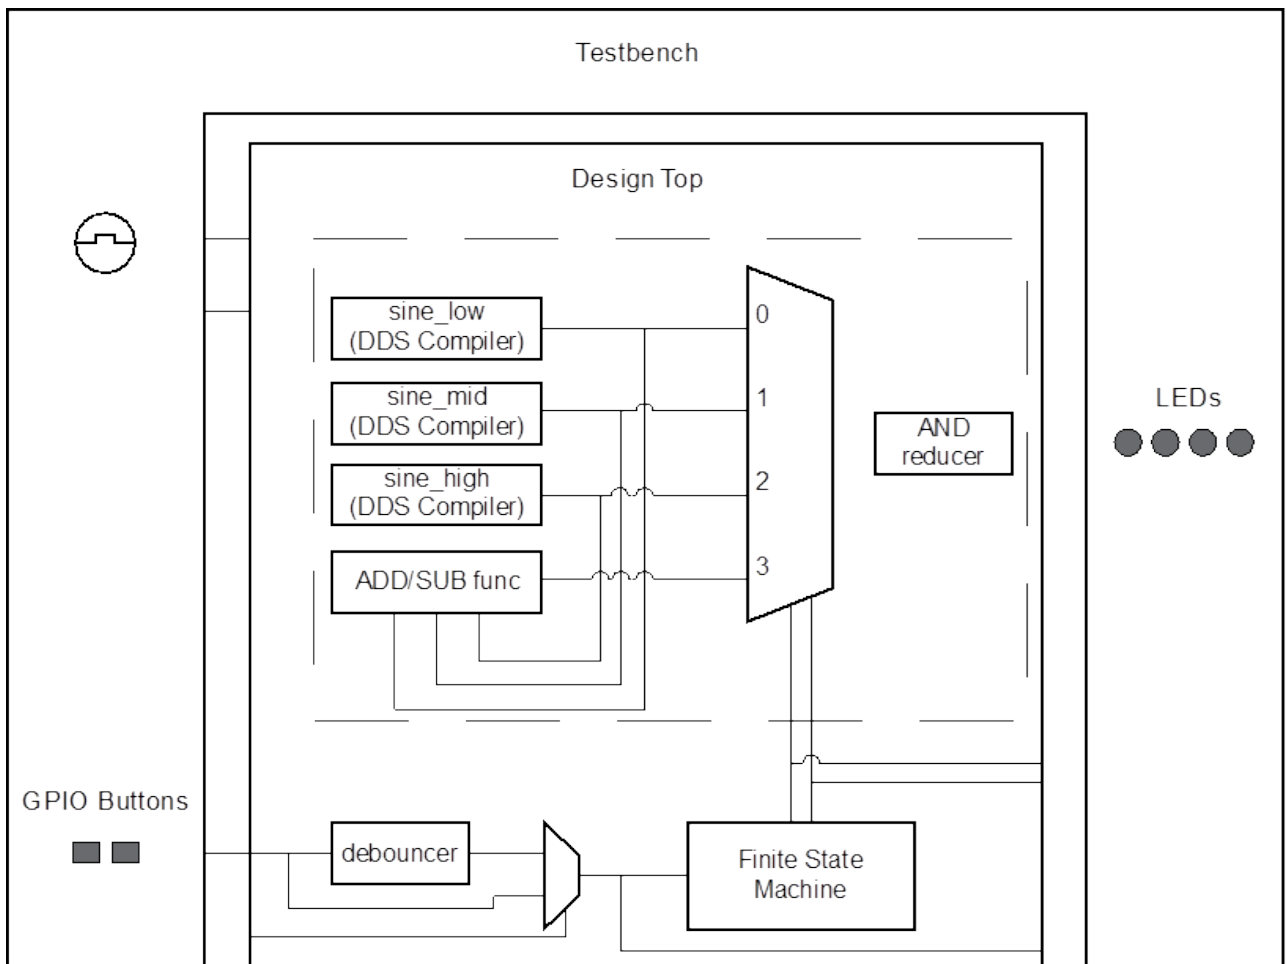 Testbench
Design Top
sine_low
(DDS Compiler)
0
sine_mid
(DDS Compiler)
1
LEDs
AND
reducer
sine_high
(DDS Compiler)
2
ADD/SUB func
3
GPIO Buttons
debouncer
Finite State
Machine